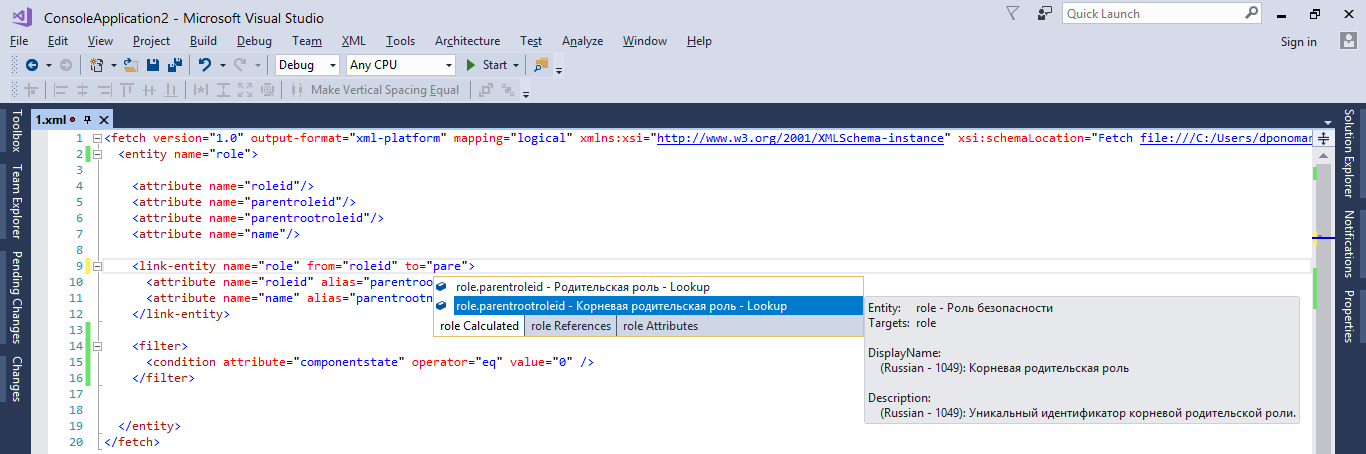 ConsoleApplication2 - Microsoft Visual Studio
Quick Launch
File Edit View Project Build Debug Team XML Tools Architecture Test Analyze Window Help
Sign in
Debug Any CPU Start
Make Vertical Spacing Equal
Toolbox
Team Explorer
Pending Changes
Changes
1.xml
1 <fetch version="1.0" output-format="xml-platform" mapping="logical" xmlns:xsi="http://www.w3.org/2001/XMLSchema-instance" xsi:schemaLocation="Fetch file:///C:/Users/dponomar
2 <entity name="role">
3
4 <attribute name="roleid"/>
5 <attribute name="parentroleid"/>
6 <attribute name="parentrootroleid"/>
7 <attribute name="name"/>
8
9 <link-entity name="role" from="roleid" to="pare">
10 <attribute name="roleid" alias="parentroo
11 <attribute name="name" alias="parentrootn
12 </link-entity>
13
14 <filter>
15 <condition attribute="componentstate" operator="eq" value="0" />
16 </filter>
17
18
19 </entity>
20 </fetch>
role.parentroleid - Родительская роль - Lookup
role.parentrootroleid - Корневая родительская роль - Lookup
role Calculated role References role Attributes
Entity: role - Роль безопасности
Targets: role
DisplayName:
(Russian - 1049): Корневая родительская роль
Description:
(Russian - 1049): Уникальный идентификатор корневой родительской роли.
Solution Explorer
Notifications
Properties